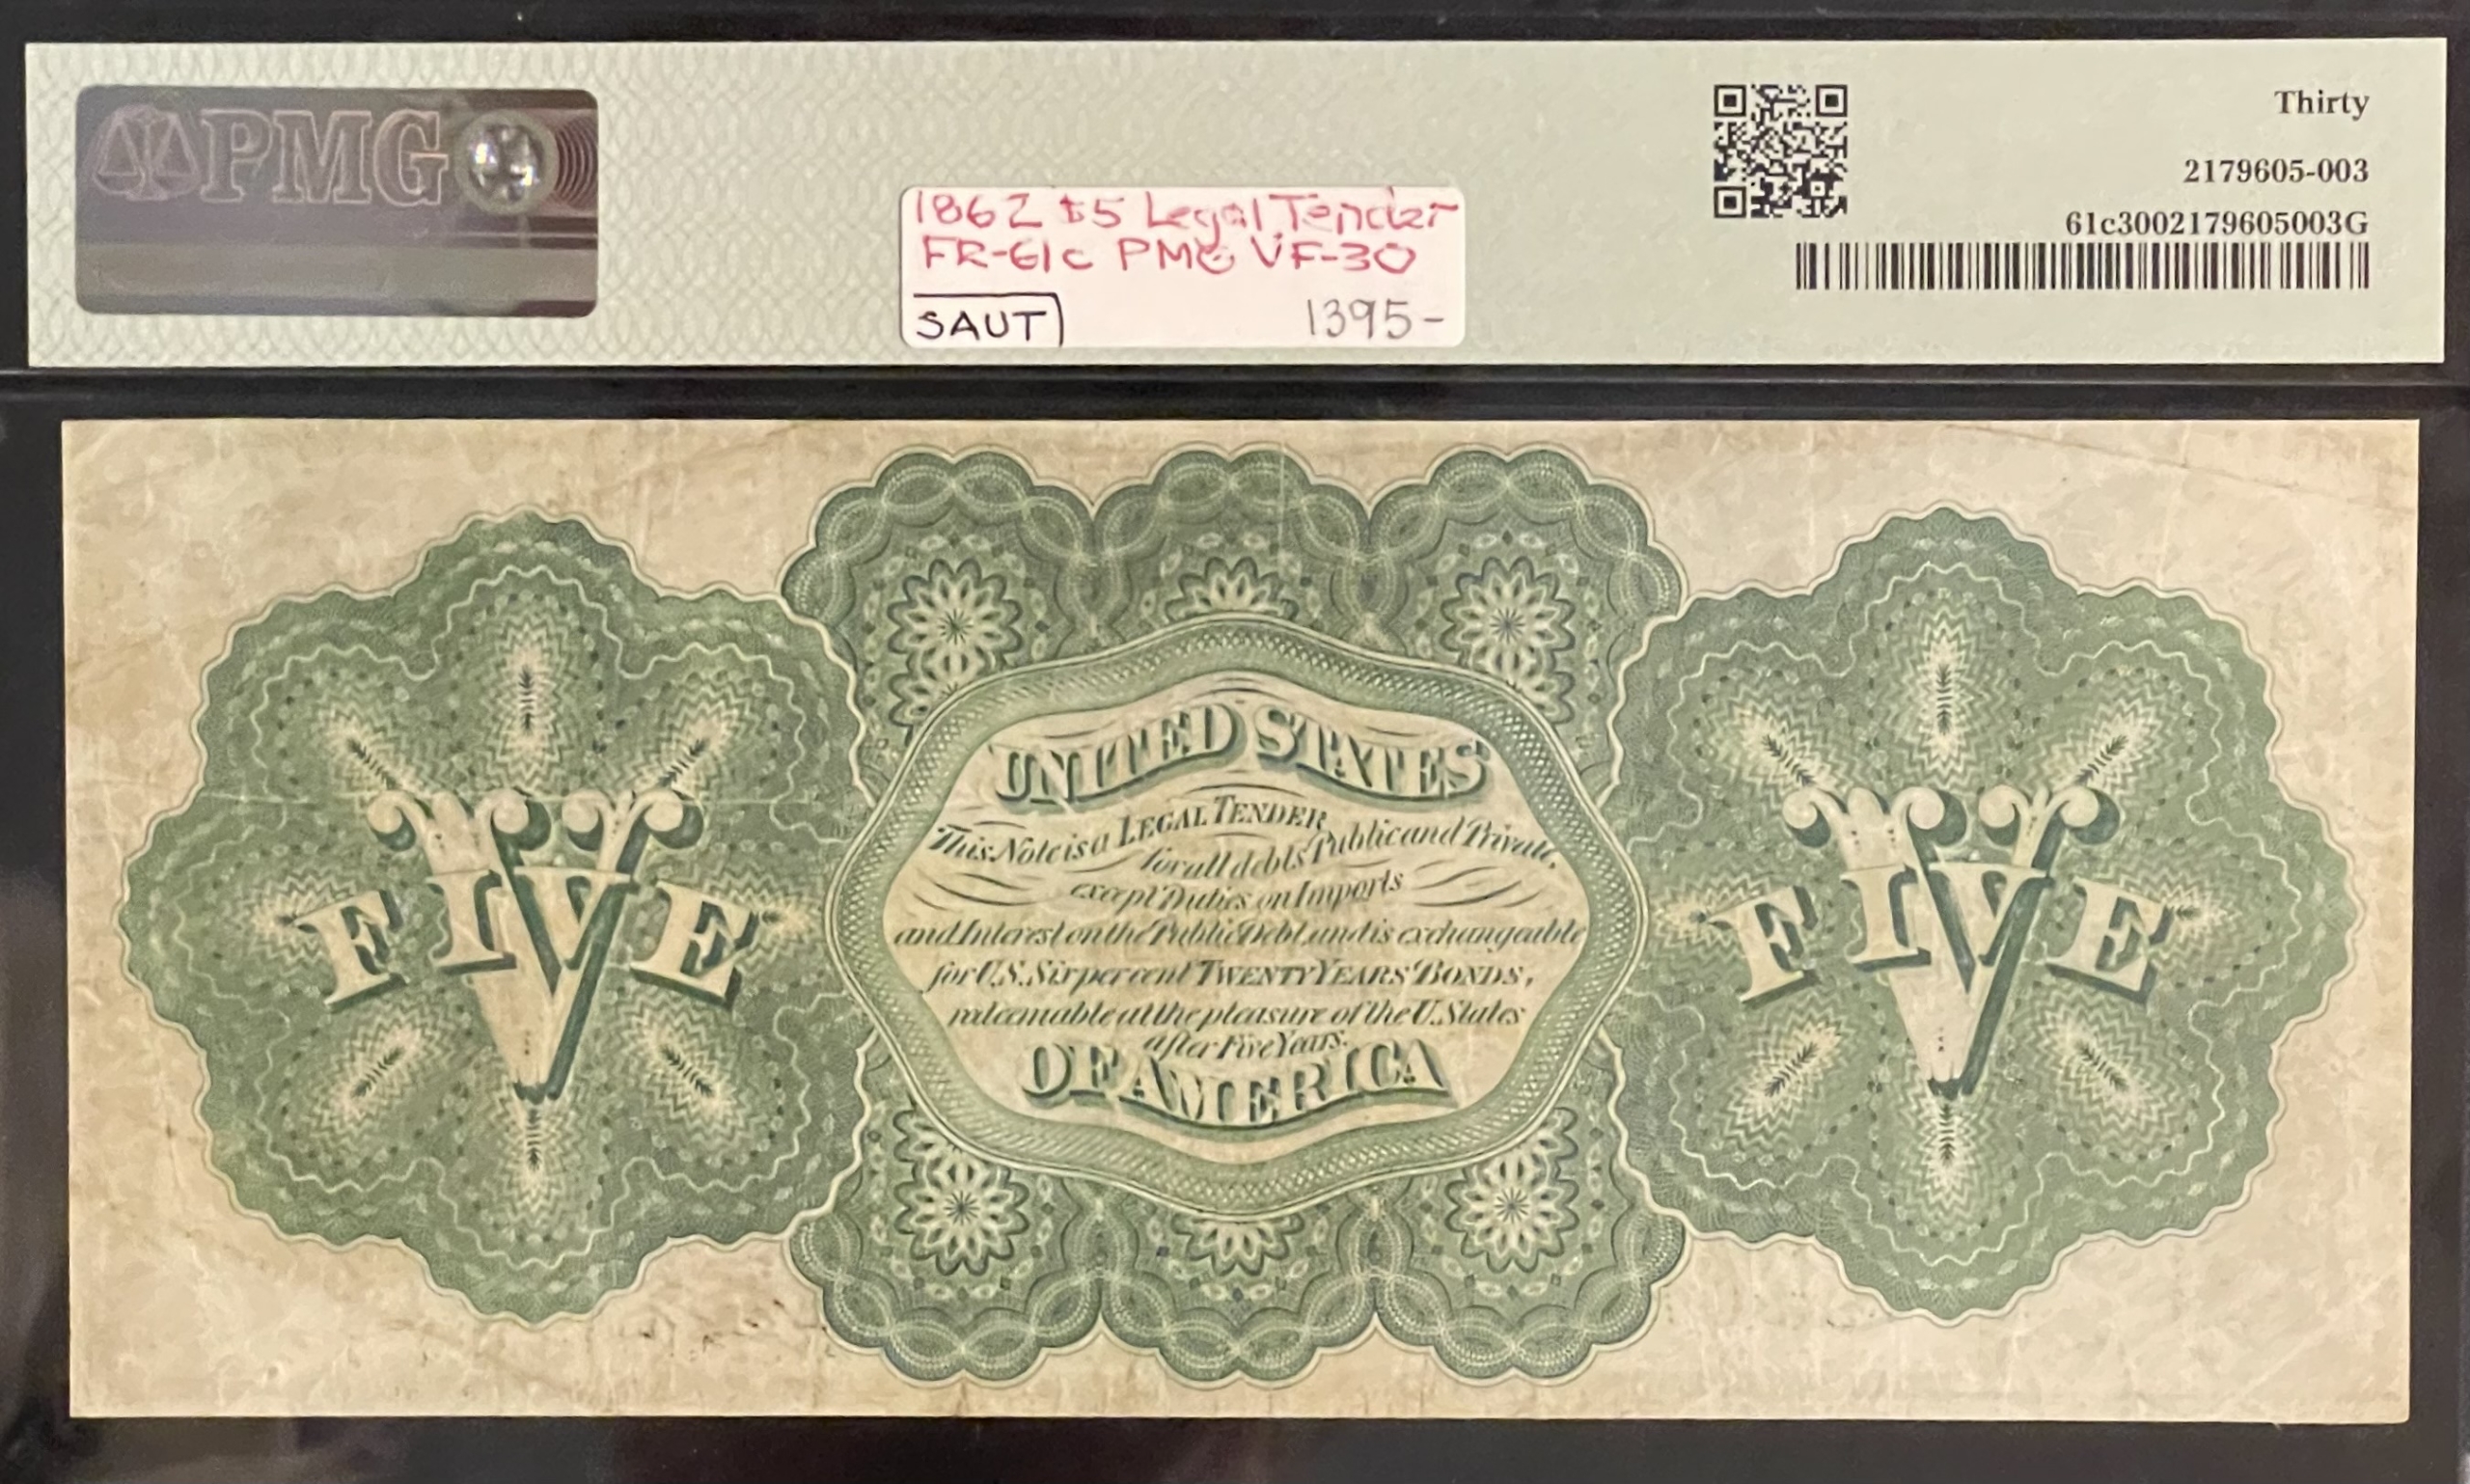 PMG
Thirty
2179605-003
61c3002179605003G
1862 $5 Legal Tender
FR-61c PMG VF-30
SAUT 1395-
UNITED STATES
This Note is a LEGAL TENDER
for all debts Public and Private,
except Duties on Imports
and Interest on the Public Debt, and is exchangeable
for U.S. Six per cent TWENTY YEARS BONDS,
redeemable at the pleasure of the U. States
after Five Years.
OF AMERICA
V
FIVE
V
FIVE